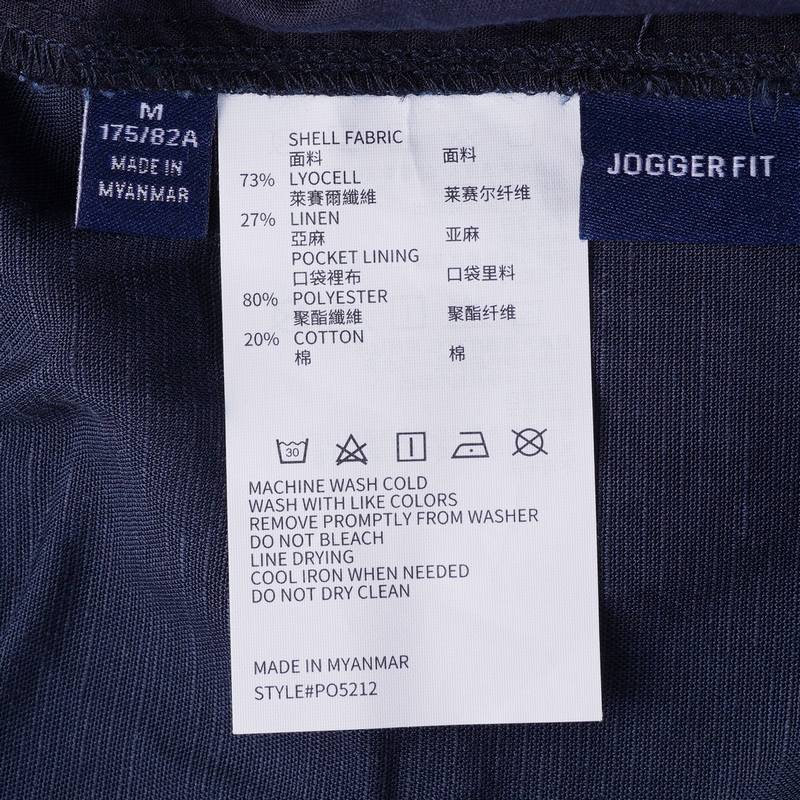 M
175/82A
MADE IN
MYANMAR
SHELL FABRIC
面料 面料
73% LYOCELL
萊賽爾纖維 莱赛尔纤维
27% LINEN
亞麻 亚麻
POCKET LINING
口袋裡布 口袋里料
80% POLYESTER
聚酯纖維 聚酯纤维
20% COTTON
棉 棉
30
MACHINE WASH COLD
WASH WITH LIKE COLORS
REMOVE PROMPTLY FROM WASHER
DO NOT BLEACH
LINE DRYING
COOL IRON WHEN NEEDED
DO NOT DRY CLEAN
MADE IN MYANMAR
STYLE#PO5212
JOGGER FIT